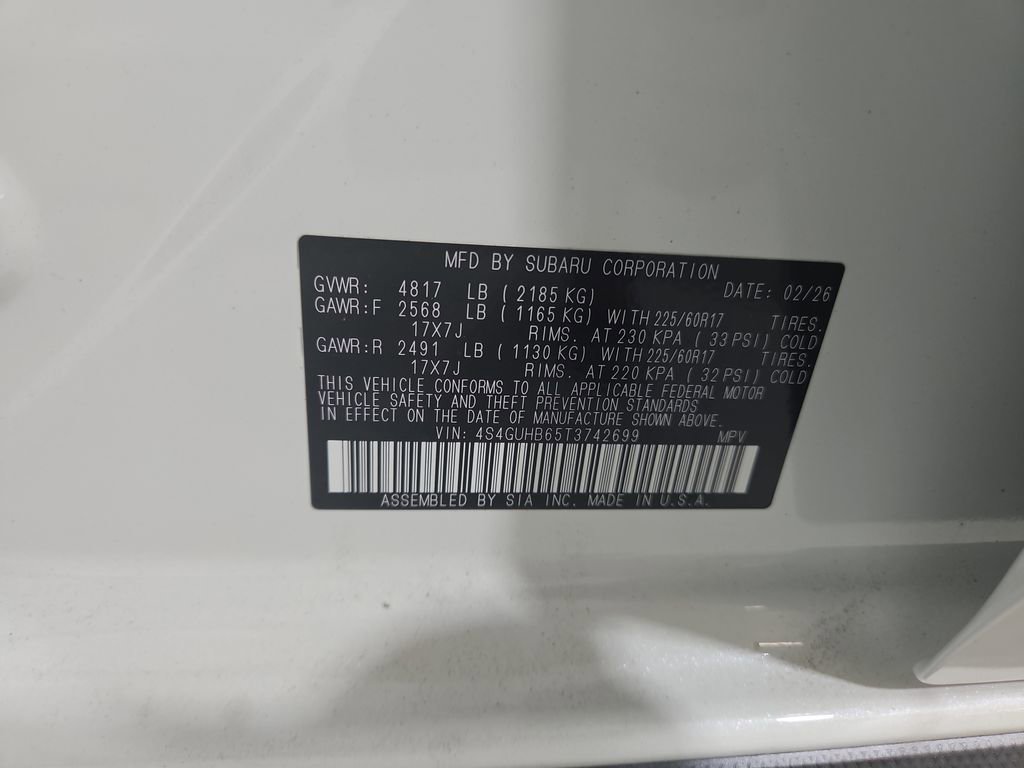 MFD BY SUBARU CORPORATION
GVWR: 4817 LB ( 2185 KG) DATE: 02/26
GAWR:F 2568 LB ( 1165 KG) WITH 225/60R17 TIRES.
17X7J RIMS. AT 230 KPA ( 33 PSI) COLD
GAWR:R 2491 LB ( 1130 KG) WITH 225/60R17 TIRES.
17X7J RIMS. AT 220 KPA ( 32 PSI) COLD
THIS VEHICLE CONFORMS TO ALL APPLICABLE FEDERAL MOTOR
VEHICLE SAFETY AND THEFT PREVENTION STANDARDS
IN EFFECT ON THE DATE OF MANUFACTURE SHOWN ABOVE.
VIN: 4S4GUHB65T3742699 MPV
ASSEMBLED BY SIA INC. MADE IN U.S.A.